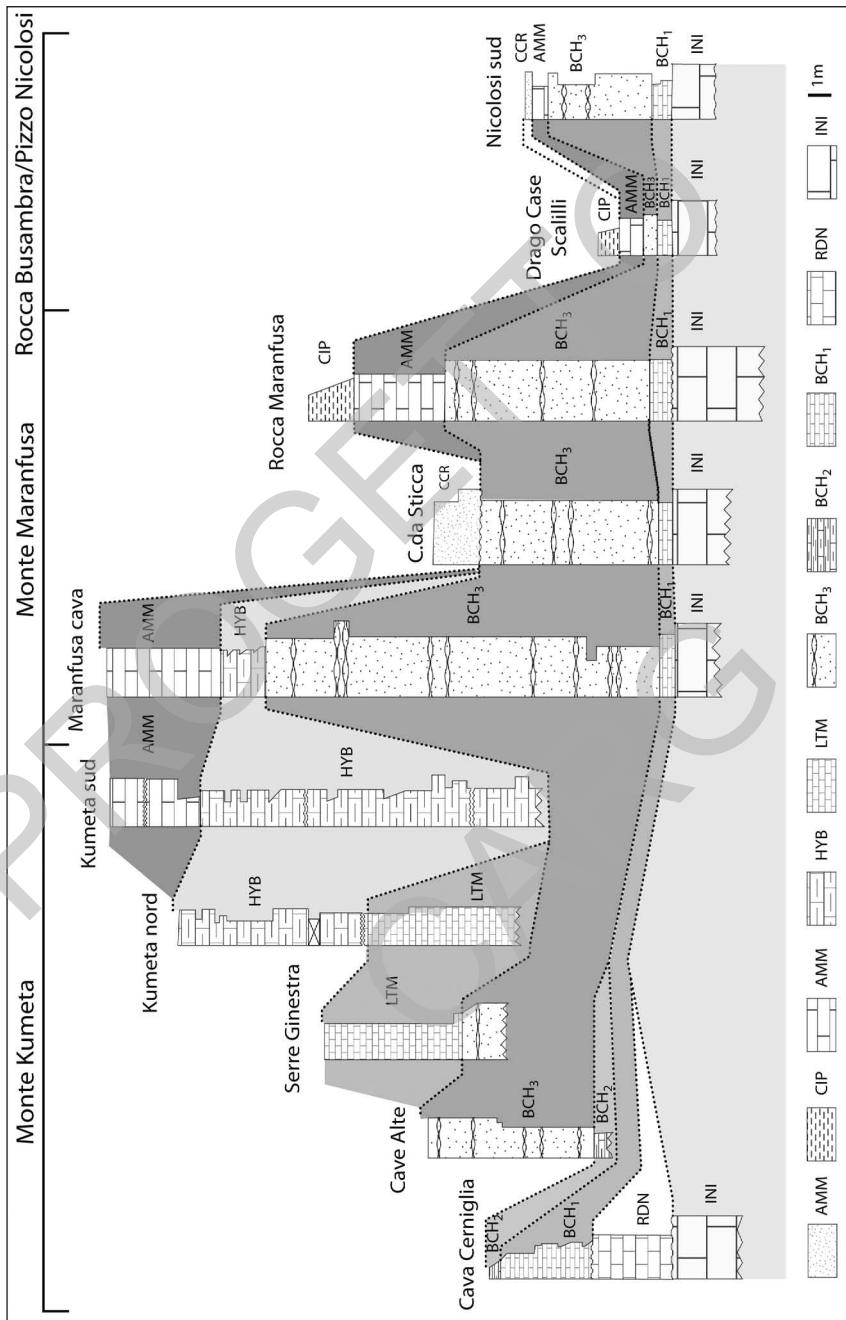 Monte Kumeta
Monte Maranfusa
Rocca Busambra/Pizzo Nicolosi
Cava Cerniglia
BCH2
BCH1
RDN
INI
Cave Alte
BCH3
BCH2
Serre Ginestra
LTM
Kumeta nord
HYB
LTM
Kumeta sud
AMM
HYB
Maranfusa cava
AMM
HYB
BCH3
BCH1
INI
C.da Sticca
CCR
BCH3
INI
Rocca Maranfusa
CIP
AMM
BCH3
BCH1
INI
Drago Case
Scalilli
CIP
AMM
BCH3
BCH1
INI
Nicolosi sud
CCR
AMM
BCH3
BCH1
INI
AMM
CIP
AMM
HYB
LTM
BCH3
BCH2
BCH1
RDN
INI
1m
PROGETTO
CARG